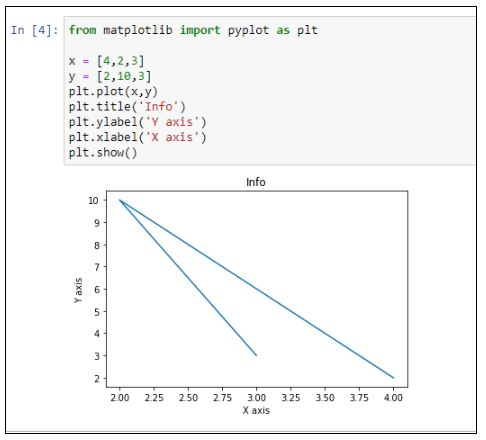 In [4]: from matplotlib import pyplot as plt
x = [4,2,3]
y = [2,10,3]
plt.plot(x,y)
plt.title('Info')
plt.ylabel('Y axis')
plt.xlabel('X axis')
plt.show()
Info
10
9
8
7
6
5
4
3
2
Y axis
2.00 2.25 2.50 2.75 3.00 3.25 3.50 3.75 4.00
X axis